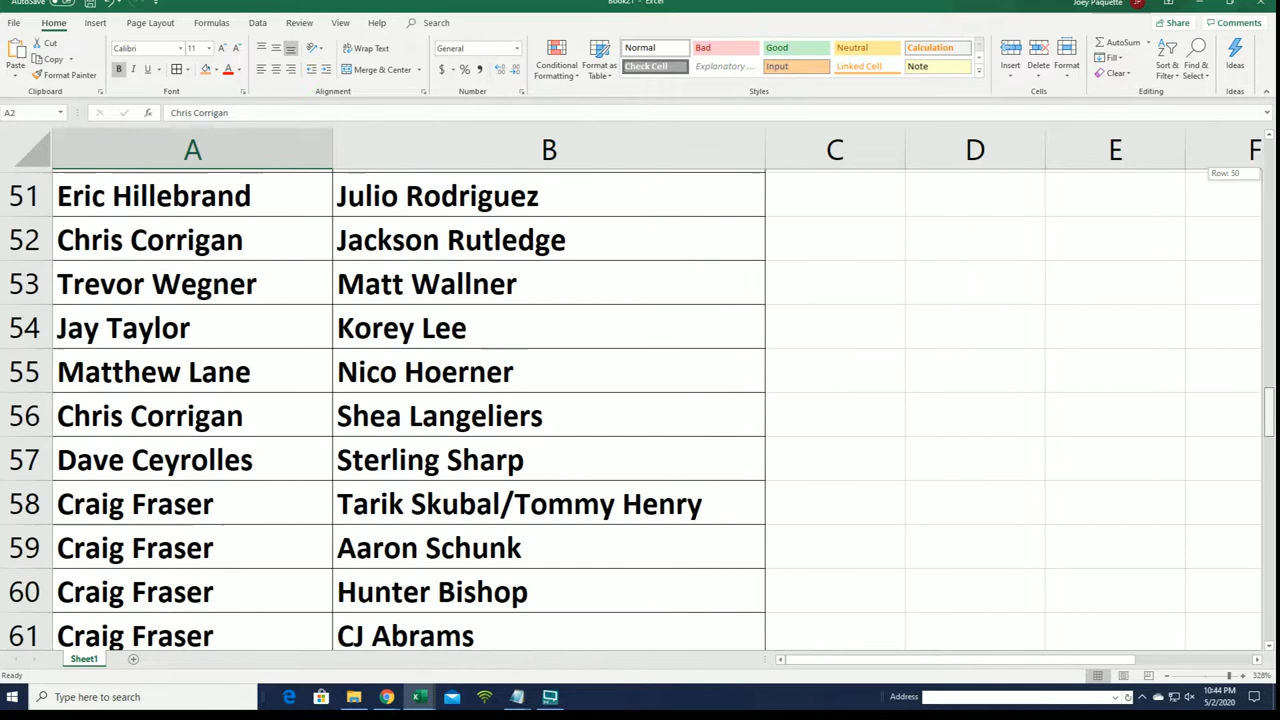 AutoSave Off Book21 - Excel Joey Paquette JP
File Home Insert Page Layout Formulas Data Review View Help Search Share Comments
Paste Cut Copy Format Painter Clipboard
Calibri 11 B I U Font
Wrap Text Merge & Center Alignment
General $ % , Number
Conditional Formatting Format as Table
Normal Bad Good Neutral Calculation
Check Cell Explanatory ... Input Linked Cell Note
Styles
Insert Delete Format Cells
AutoSum Fill Clear Sort & Filter Find & Select Editing
Ideas Ideas
A2 fx Chris Corrigan
A B C D E F
Row: 50
51 Eric Hillebrand Julio Rodriguez
52 Chris Corrigan Jackson Rutledge
53 Trevor Wegner Matt Wallner
54 Jay Taylor Korey Lee
55 Matthew Lane Nico Hoerner
56 Chris Corrigan Shea Langeliers
57 Dave Ceyrolles Sterling Sharp
58 Craig Fraser Tarik Skubal/Tommy Henry
59 Craig Fraser Aaron Schunk
60 Craig Fraser Hunter Bishop
61 Craig Fraser CJ Abrams
Sheet1
Ready 328%
Type here to search Address 10:44 PM
5/2/2020